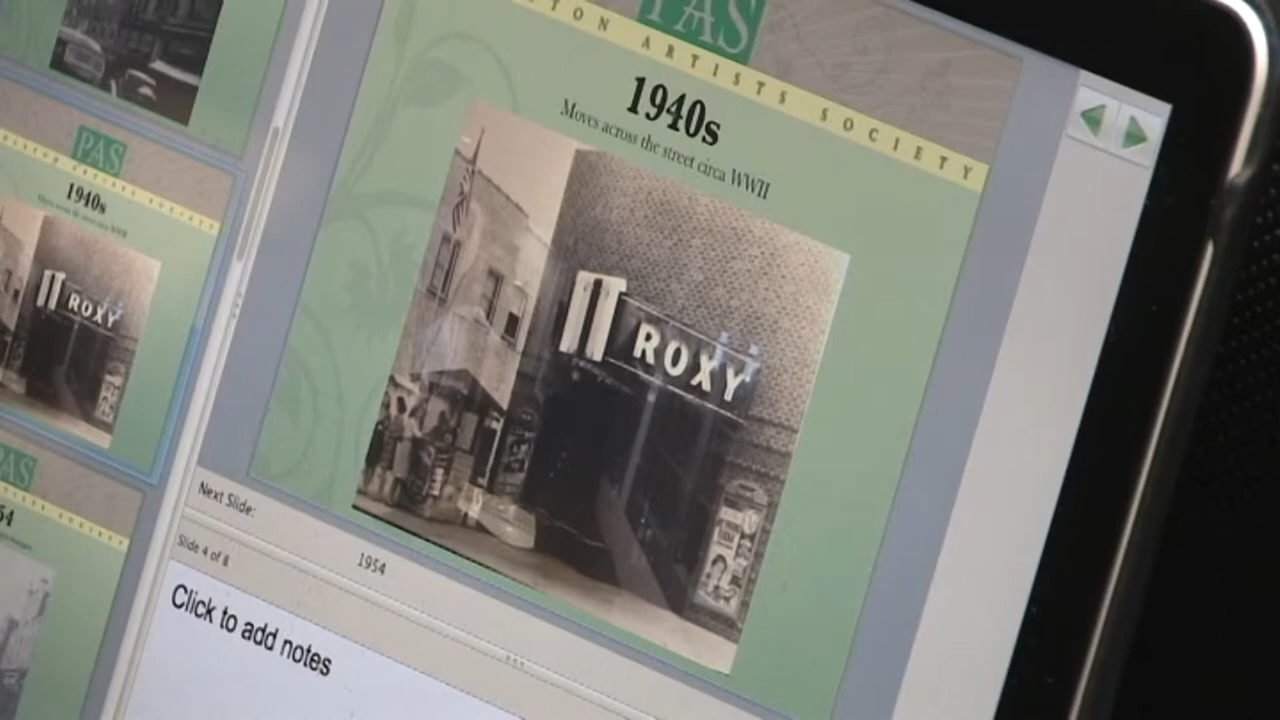 PAS
TON ARTISTS SOCIETY
1940s
Moves across the street circa WWII
ROXY
PAS
1940s
ROXY
PAS
54
Next Slide:
1954
Slide 4 of 8
Click to add notes